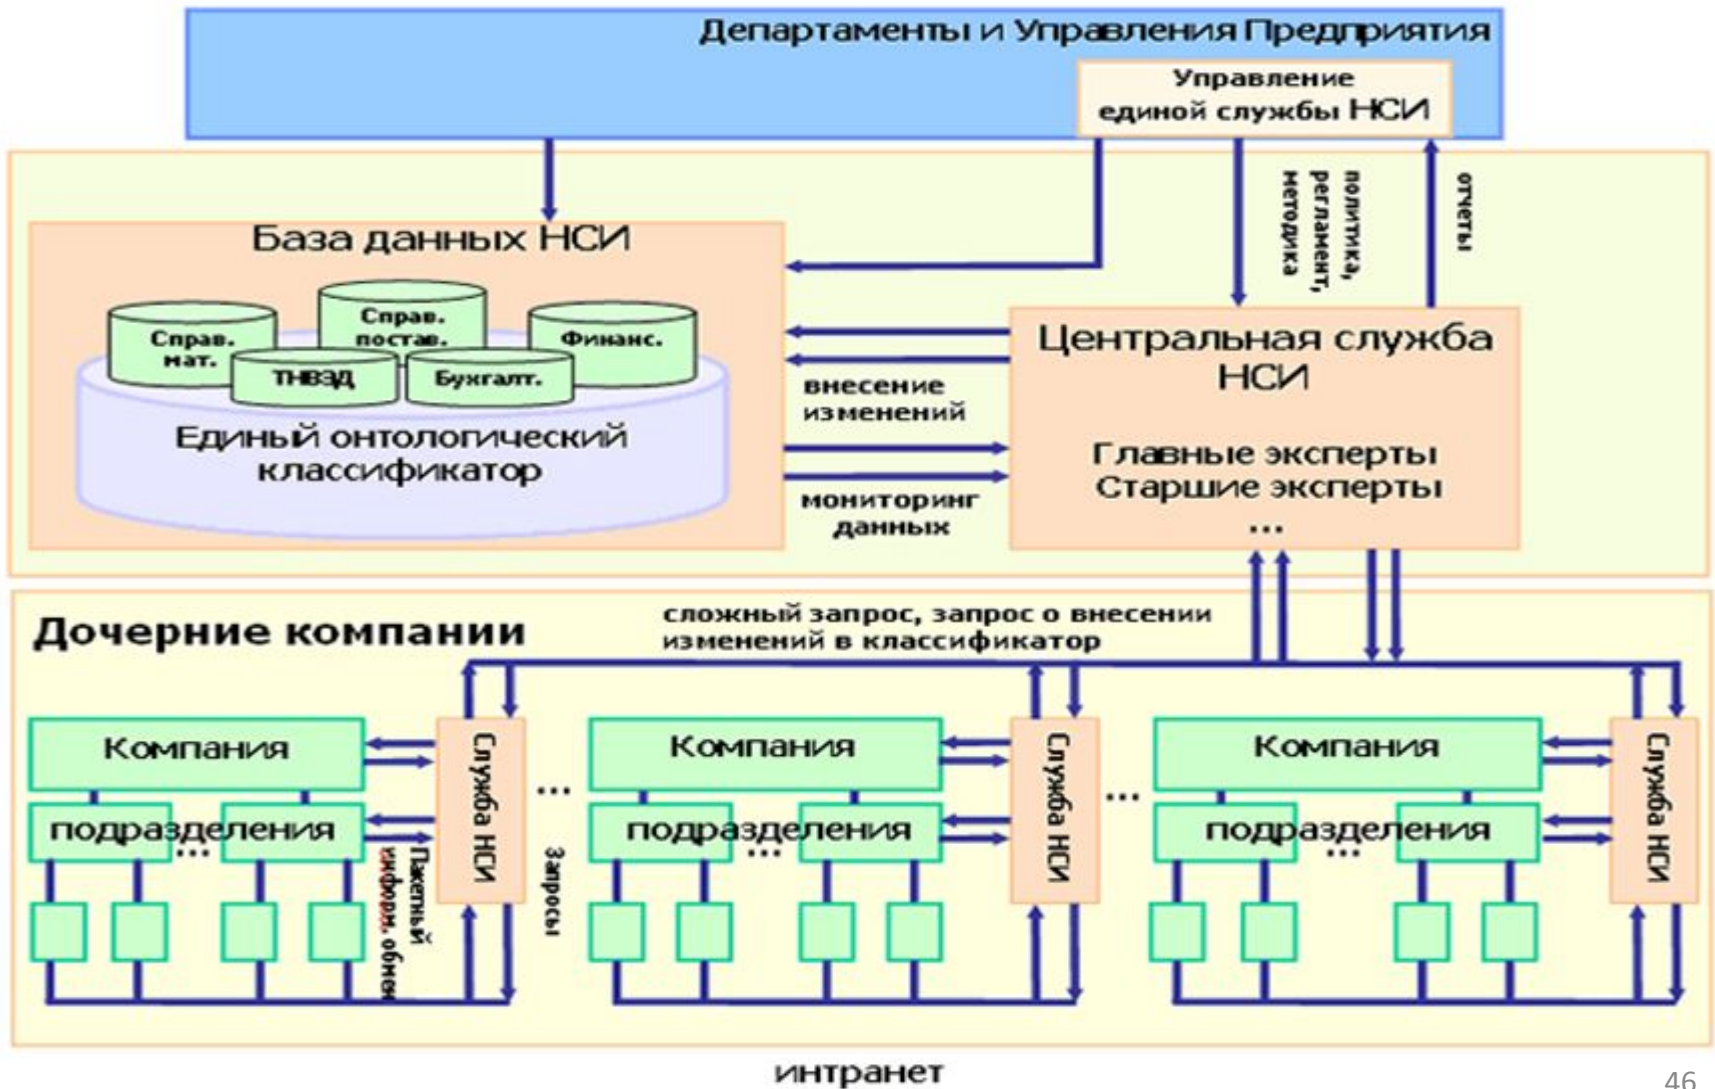 Департаменты и Управления Предприятия
Управление
единой службы НСИ
политика,
регламент,
методика
отчеты
База данных НСИ
Справ.
мат.
Справ.
постав.
Финанс.
ТНВЭД
Бухгалт.
Единый онтологический
классификатор
внесение
изменений
мониторинг
данных
Центральная служба
НСИ
Главные эксперты
Старшие эксперты
...
Дочерние компании
сложный запрос, запрос о внесении
изменений в классификатор
Компания
подразделения
...
Служба НСИ
Пакетный
информ. обмен
Запросы
...
Компания
подразделения
...
Служба НСИ
...
Компания
подразделения
...
Служба НСИ
интранет
46